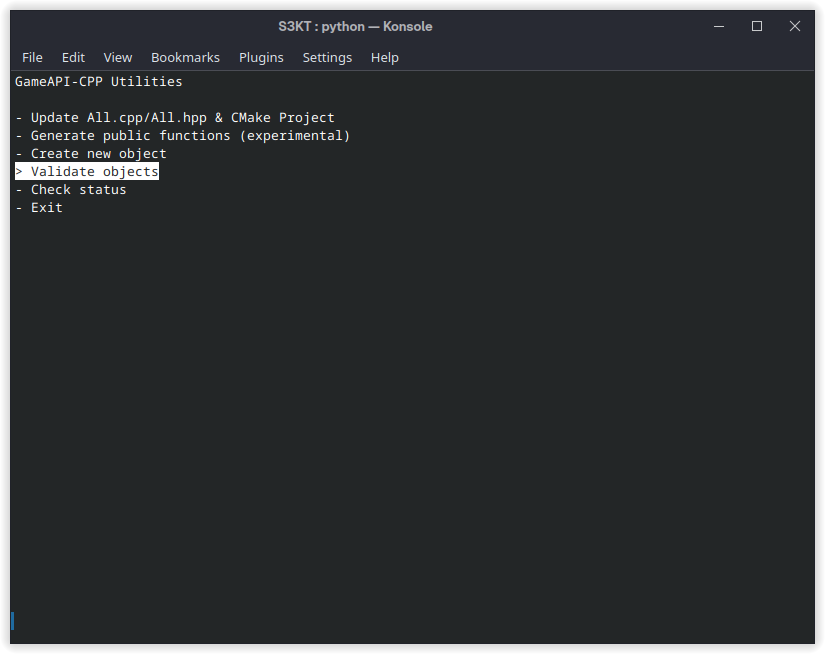 S3KT : python — Konsole
File Edit View Bookmarks Plugins Settings Help
GameAPI-CPP Utilities
- Update All.cpp/All.hpp & CMake Project
- Generate public functions (experimental)
- Create new object
> Validate objects
- Check status
- Exit